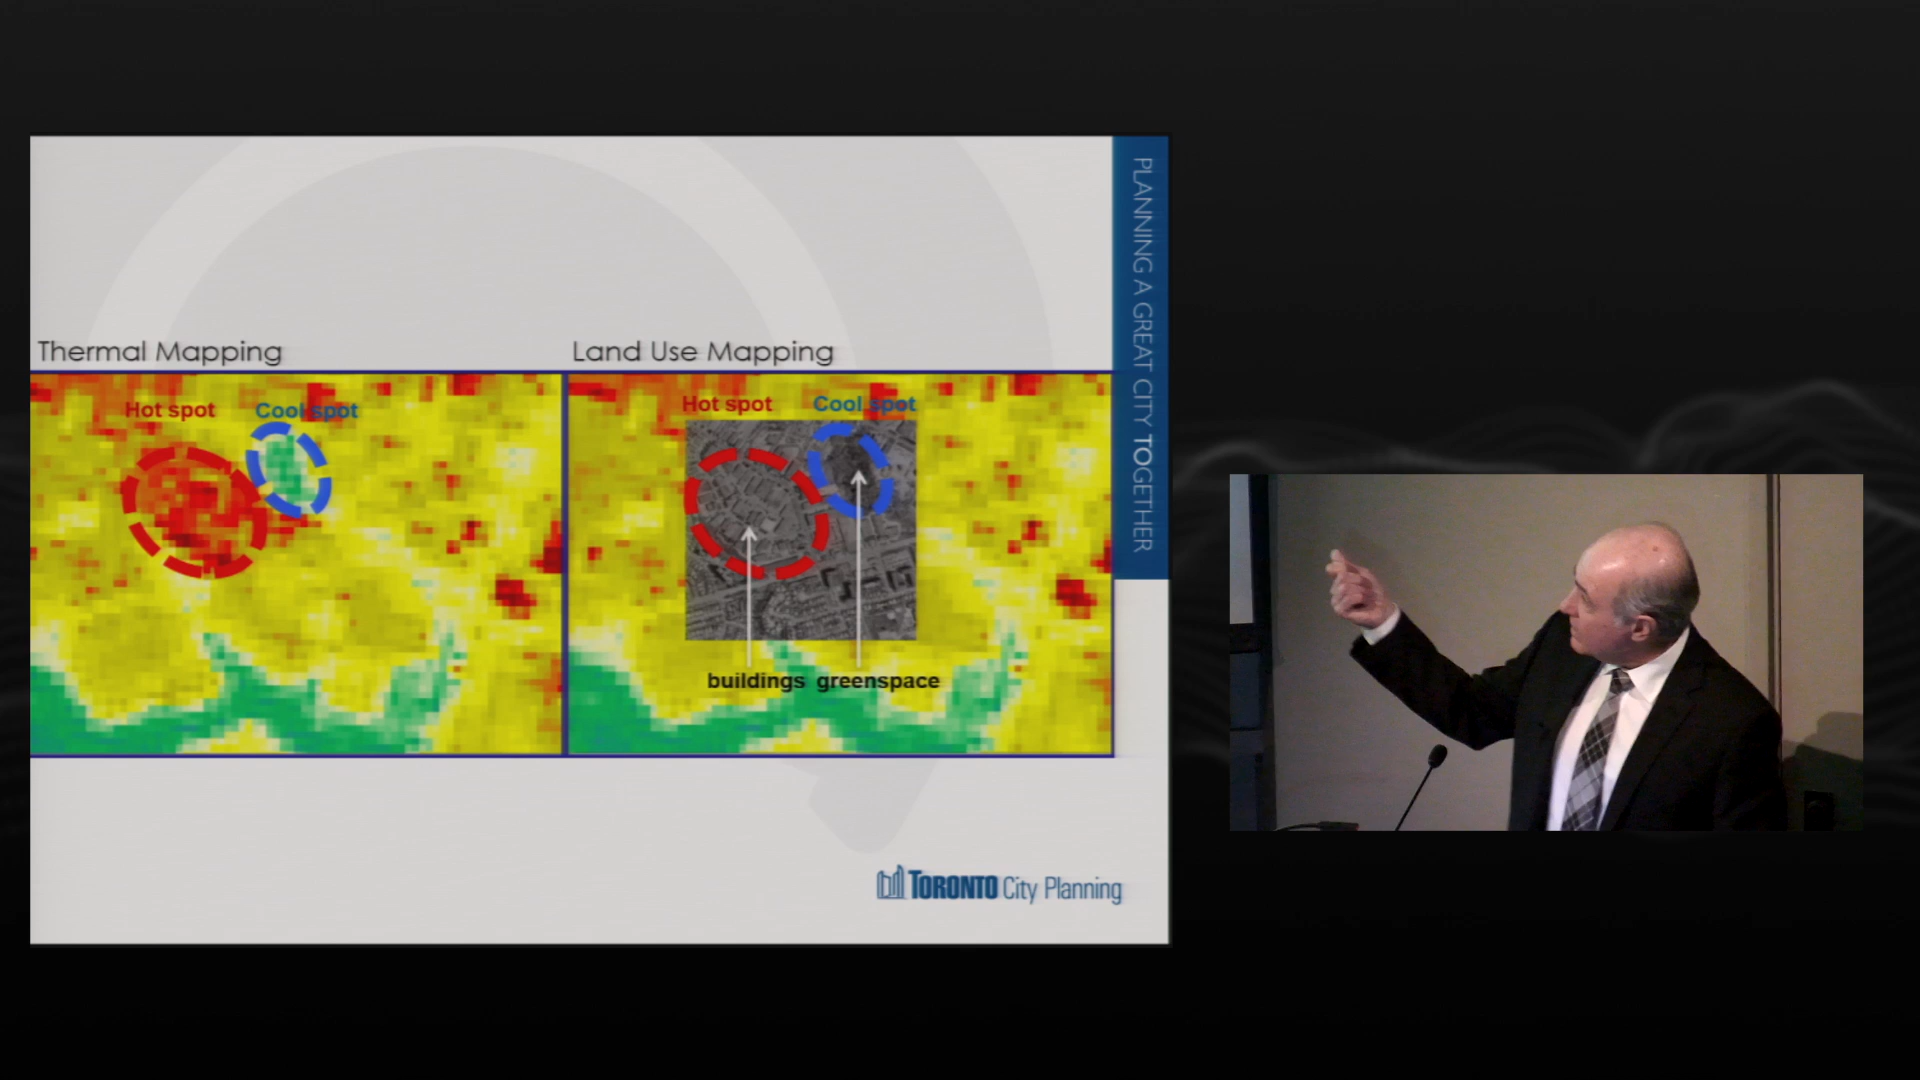 Thermal Mapping
Land Use Mapping
Hot spot
Cool spot
Hot spot
Cool spot
buildings
greenspace
PLANNING A GREAT CITY TOGETHER
TORONTO City Planning